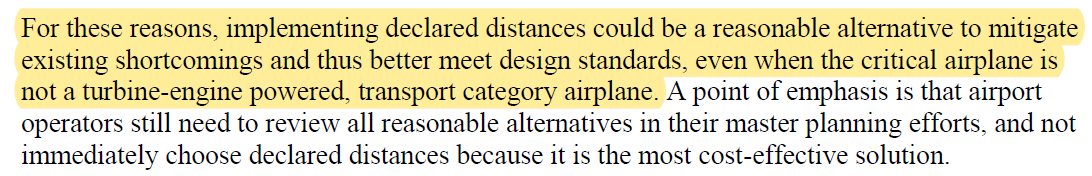 For these reasons, implementing declared distances could be a reasonable alternative to mitigate
existing shortcomings and thus better meet design standards, even when the critical airplane is
not a turbine-engine powered, transport category airplane. A point of emphasis is that airport
operators still need to review all reasonable alternatives in their master planning efforts, and not
immediately choose declared distances because it is the most cost-effective solution.